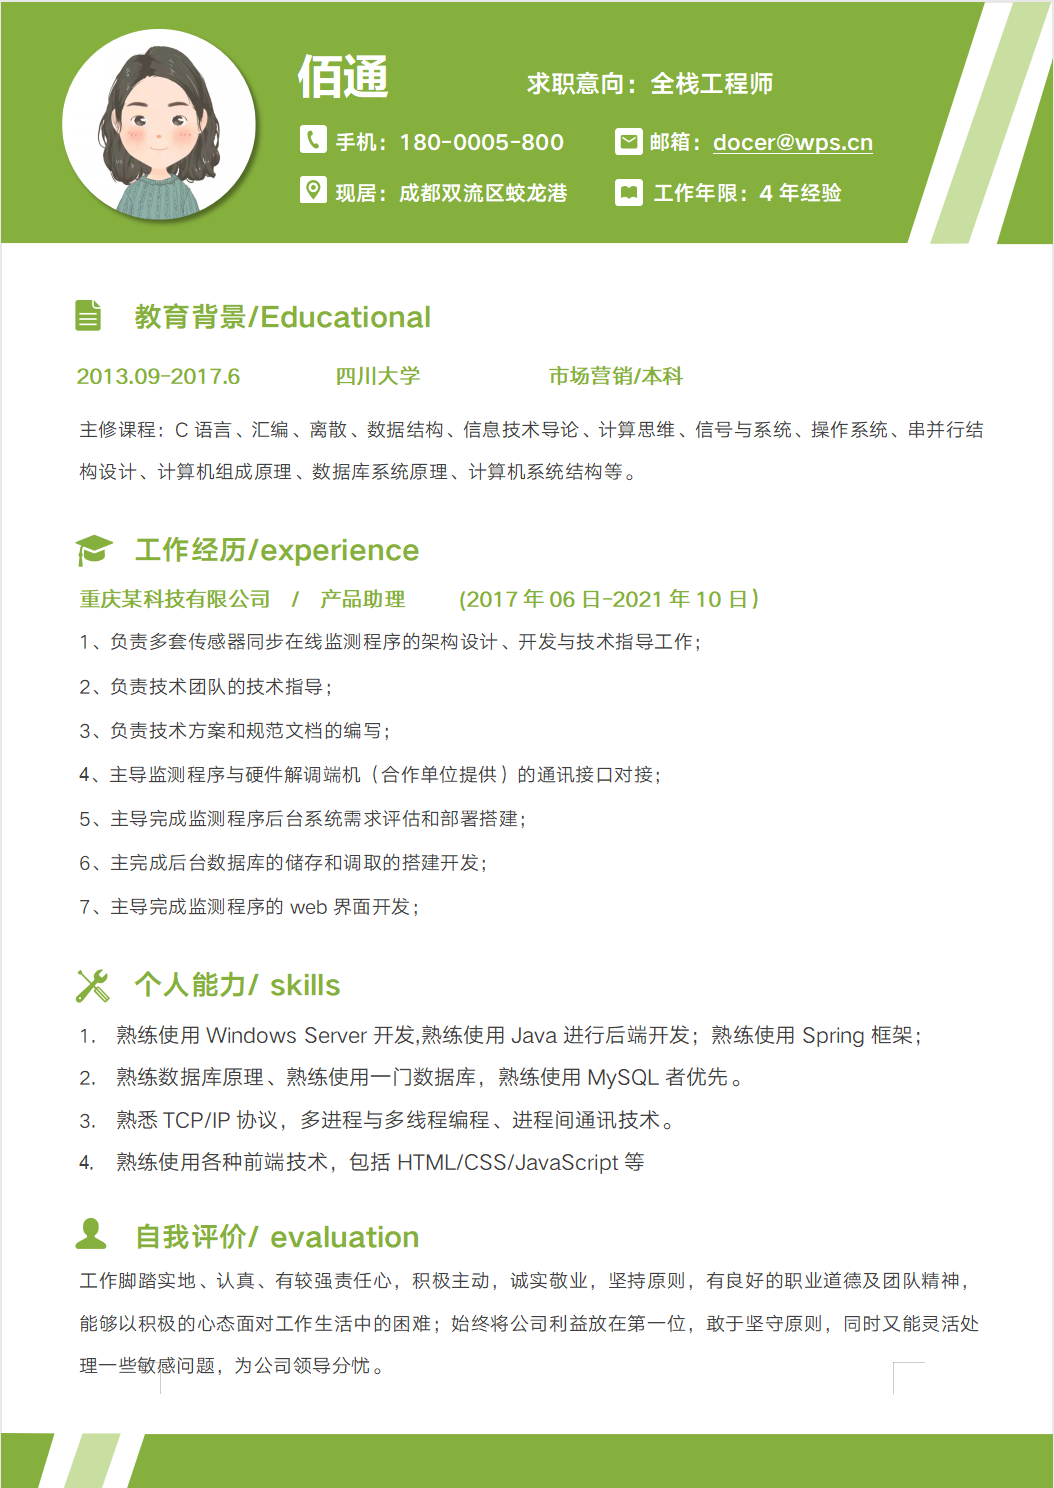 佰通
求职意向：全栈工程师
手机：180-0005-800
邮箱：docer@wps.cn
现居：成都双流区蛟龙港
工作年限：4 年经验
教育背景/Educational
2013.09-2017.6 四川大学 市场营销/本科
主修课程：C 语言、汇编、离散、数据结构、信息技术导论、计算思维、信号与系统、操作系统、串并行结
构设计、计算机组成原理、数据库系统原理、计算机系统结构等。
工作经历/experience
重庆某科技有限公司 / 产品助理 (2017 年 06 日-2021 年 10 日)
1、负责多套传感器同步在线监测程序的架构设计、开发与技术指导工作；
2、负责技术团队的技术指导；
3、负责技术方案和规范文档的编写；
4、主导监测程序与硬件解调端机（合作单位提供）的通讯接口对接；
5、主导完成监测程序后台系统需求评估和部署搭建；
6、主完成后台数据库的储存和调取的搭建开发；
7、主导完成监测程序的 web 界面开发；
个人能力/ skills
1. 熟练使用 Windows Server 开发,熟练使用 Java 进行后端开发；熟练使用 Spring 框架；
2. 熟练数据库原理、熟练使用一门数据库，熟练使用 MySQL 者优先。
3. 熟悉 TCP/IP 协议，多进程与多线程编程、进程间通讯技术。
4. 熟练使用各种前端技术，包括 HTML/CSS/JavaScript 等
自我评价/ evaluation
工作脚踏实地、认真、有较强责任心，积极主动，诚实敬业，坚持原则，有良好的职业道德及团队精神，
能够以积极的心态面对工作生活中的困难；始终将公司利益放在第一位，敢于坚守原则，同时又能灵活处
理一些敏感问题，为公司领导分忧。